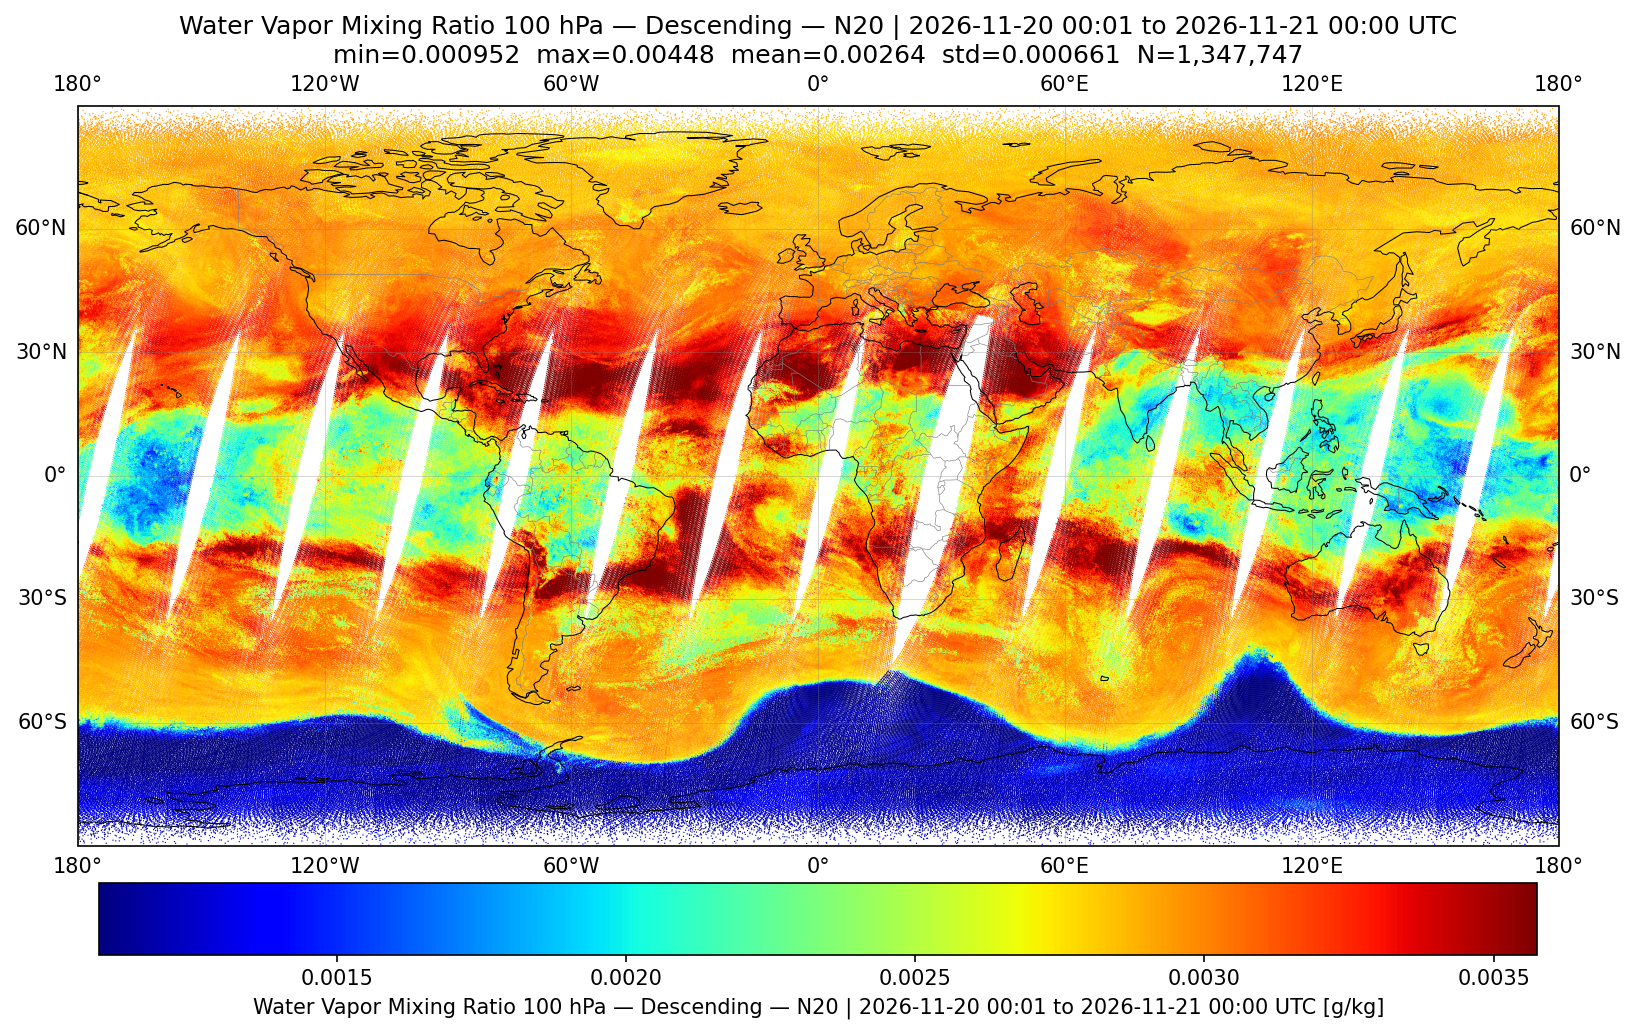 Water Vapor Mixing Ratio 100 hPa — Descending — N20 | 2026-11-20 00:01 to 2026-11-21 00:00 UTC
min=0.000952 max=0.00448 mean=0.00264 std=0.000661 N=1,347,747
180° 120°W 60°W 0° 60°E 120°E 180°
60°N 60°N
30°N 30°N
0° 0°
30°S 30°S
60°S 60°S
180° 120°W 60°W 0° 60°E 120°E 180°
0.0015 0.0020 0.0025 0.0030 0.0035
Water Vapor Mixing Ratio 100 hPa — Descending — N20 | 2026-11-20 00:01 to 2026-11-21 00:00 UTC [g/kg]